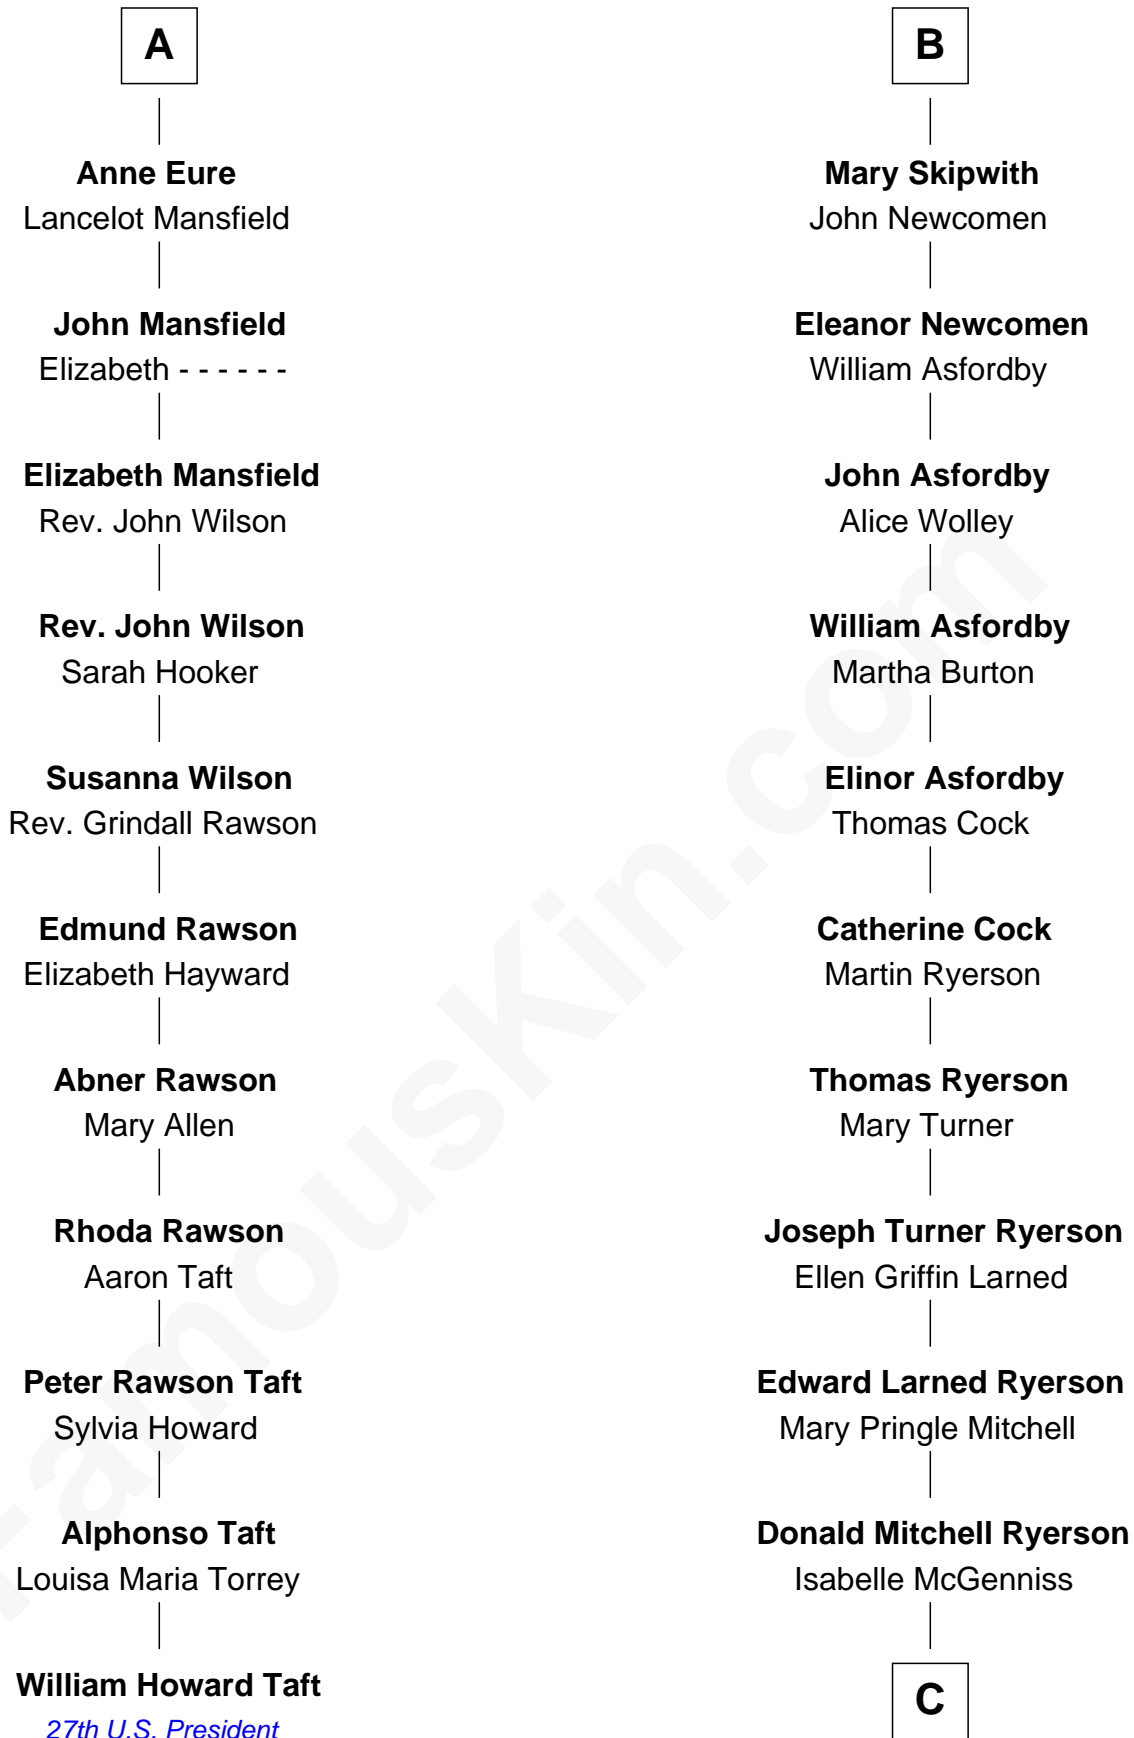 A
Anne Eure
Lancelot Mansfield
John Mansfield
Elizabeth - - - - - -
Elizabeth Mansfield
Rev. John Wilson
Rev. John Wilson
Sarah Hooker
Susanna Wilson
Rev. Grindall Rawson
Edmund Rawson
Elizabeth Hayward
Abner Rawson
Mary Allen
Rhoda Rawson
Aaron Taft
Peter Rawson Taft
Sylvia Howard
Alphonso Taft
Louisa Maria Torrey
William Howard Taft
27th U.S. President
B
Mary Skipwith
John Newcomen
Eleanor Newcomen
William Asfordby
John Asfordby
Alice Wolley
William Asfordby
Martha Burton
Elinor Asfordby
Thomas Cock
Catherine Cock
Martin Ryerson
Thomas Ryerson
Mary Turner
Joseph Turner Ryerson
Ellen Griffin Larned
Edward Larned Ryerson
Mary Pringle Mitchell
Donald Mitchell Ryerson
Isabelle McGenniss
C
FamousKin.com